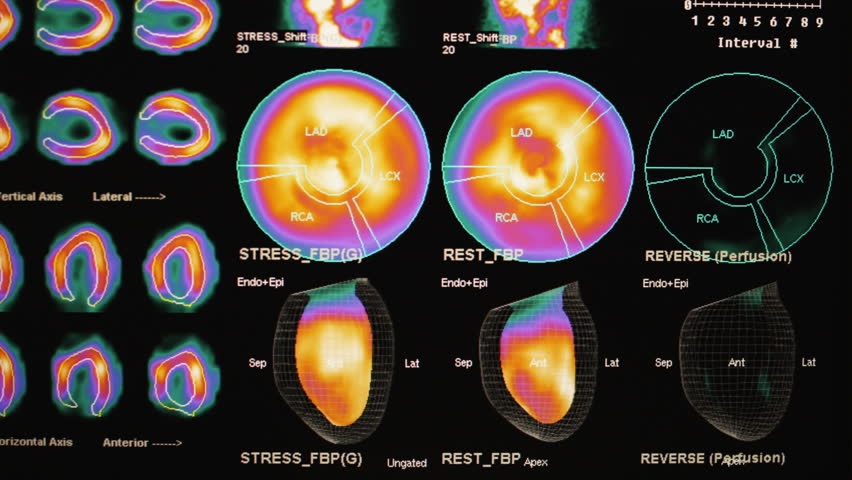 STRESS_Shift
20
REST_Shift
BP
20
0
1 2 3 4 5 6 7 8 9
Interval #
LAD
LCX
RCA
STRESS_FBP(G)
LAD
LCX
RCA
REST_FBP
LAD
LCX
RCA
REVERSE (Perfusion)
Vertical Axis
Lateral ------>
Endo+Epi
Sep
Lat
STRESS_FBP(G)
Ungated
Endo+Epi
Sep
Ant
Lat
REST_FBP
Apex
Endo+Epi
Sep
Ant
Lat
REVERSE (Perfusion)
orizontal Axis
Anterior ------>